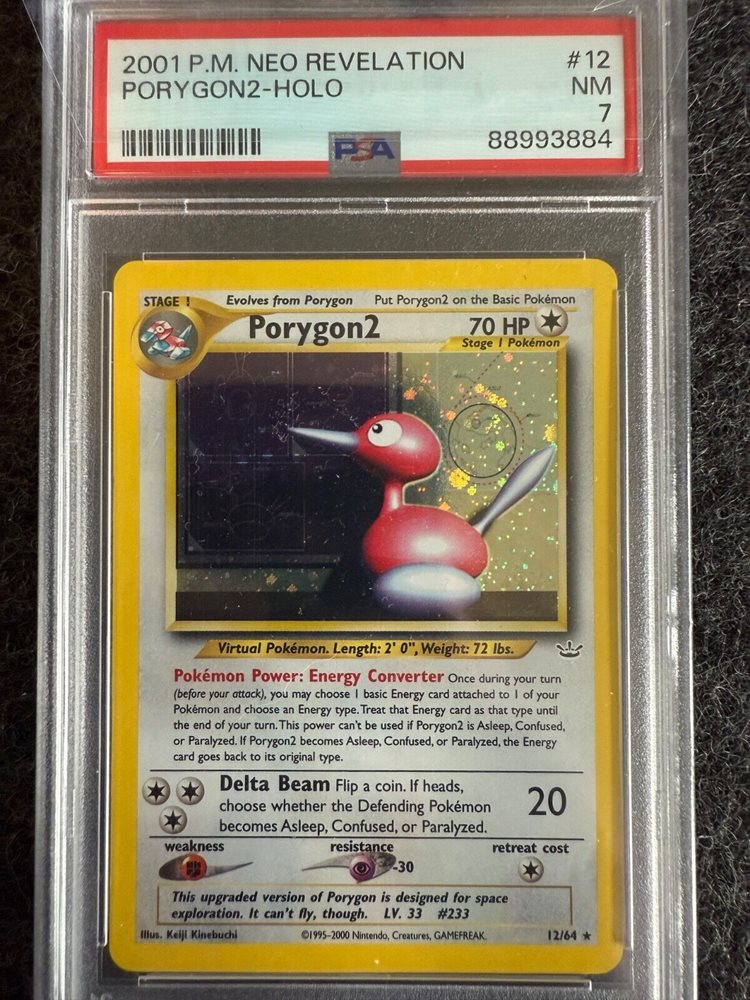 2001 P.M. NEO REVELATION #12
PORYGON2-HOLO NM
7
PSA 88993884
STAGE 1 Evolves from Porygon Put Porygon2 on the Basic Pokémon
Porygon2 70 HP
Stage 1 Pokémon
Virtual Pokémon. Length: 2' 0", Weight: 72 lbs.
Pokémon Power: Energy Converter Once during your turn
(before your attack), you may choose 1 basic Energy card attached to 1 of your
Pokémon and choose an Energy type. Treat that Energy card as that type until
the end of your turn. This power can't be used if Porygon2 is Asleep, Confused,
or Paralyzed. If Porygon2 becomes Asleep, Confused, or Paralyzed, the Energy
card goes back to its original type.
Delta Beam Flip a coin. If heads,
choose whether the Defending Pokémon
becomes Asleep, Confused, or Paralyzed.
20
weakness resistance retreat cost
-30
This upgraded version of Porygon is designed for space
exploration. It can't fly, though. LV. 33 #233
Illus. Keiji Kinebuchi ©1995-2000 Nintendo, Creatures, GAMEFREAK. 12/64 ★